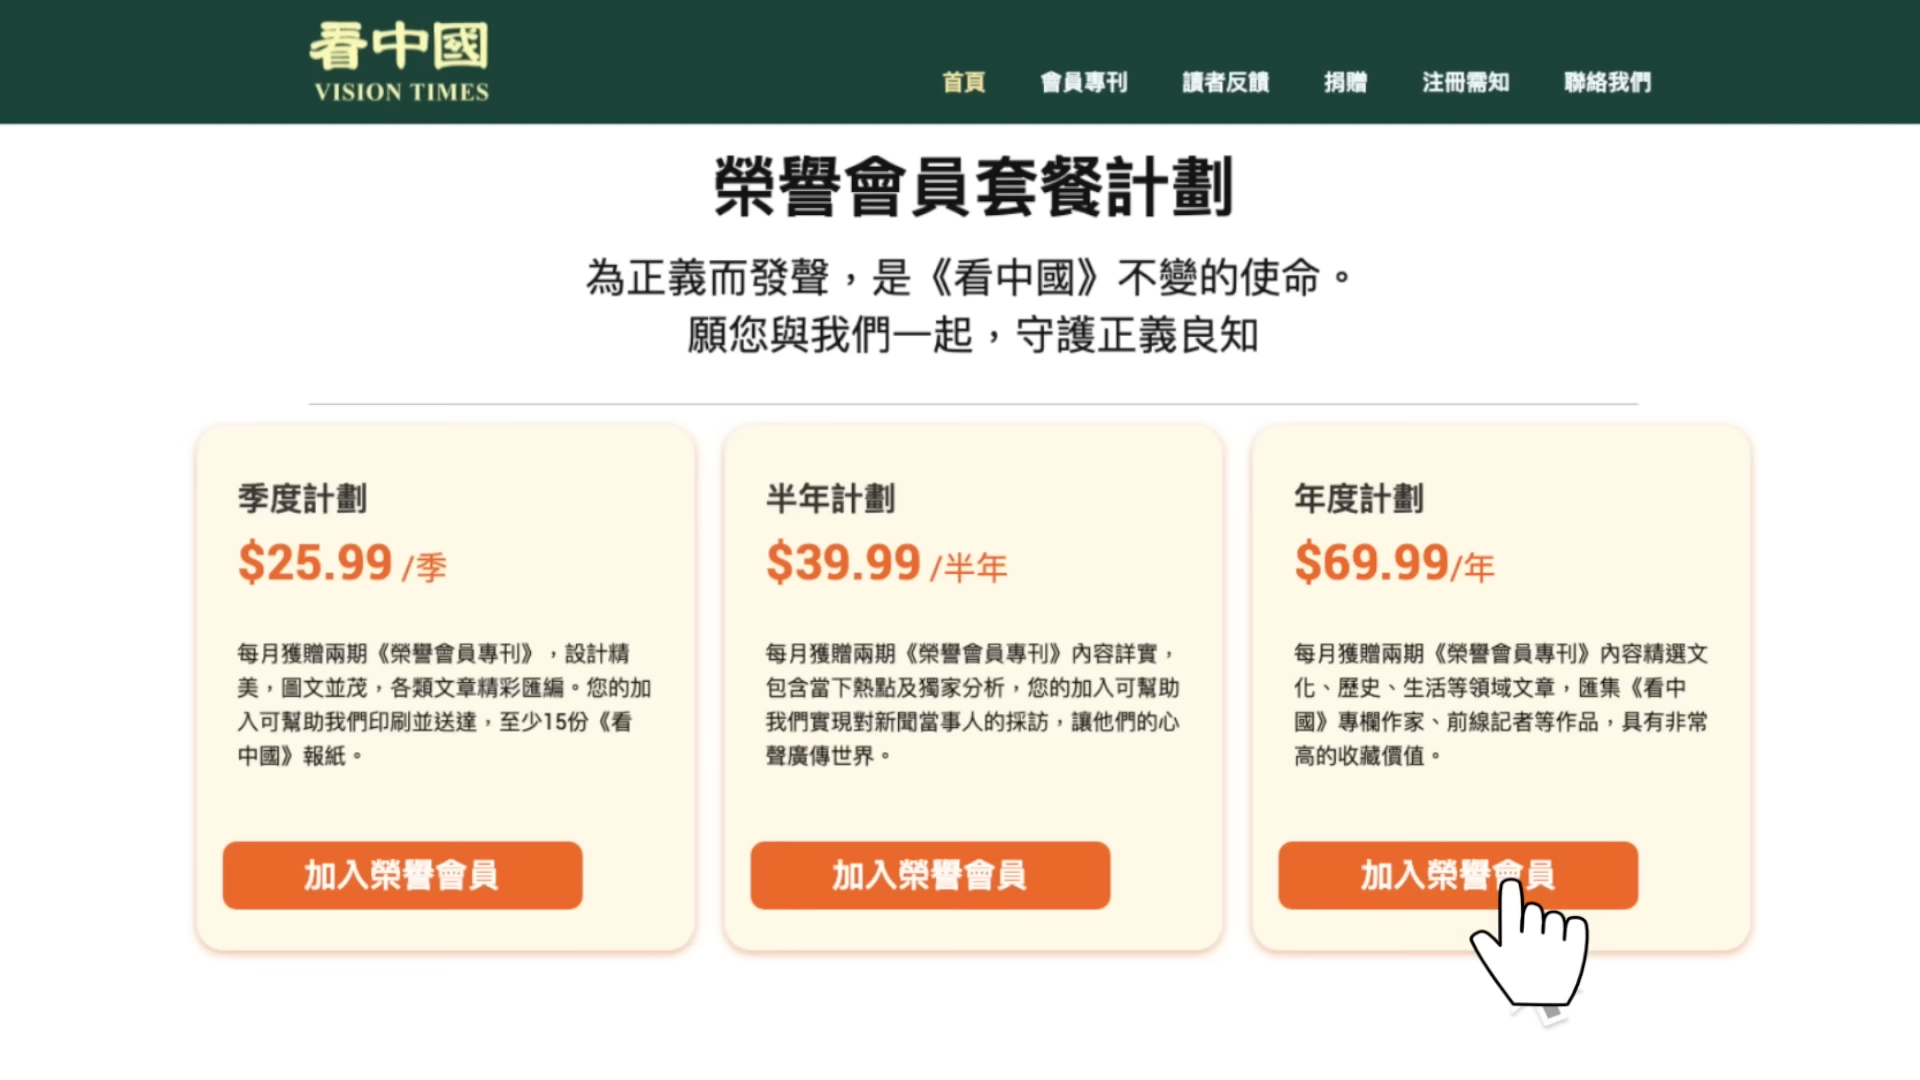 看中國
VISION TIMES
首頁
會員專刊
讀者反饋
捐贈
注冊需知
聯絡我們
榮譽會員套餐計劃
為正義而發聲，是《看中國》不變的使命。
願您與我們一起，守護正義良知
季度計劃
$25.99 /季
每月獲贈兩期《榮譽會員專刊》，設計精
美，圖文並茂，各類文章精彩匯編。您的加
入可幫助我們印刷並送達，至少15份《看
中國》報紙。
加入榮譽會員
半年計劃
$39.99 /半年
每月獲贈兩期《榮譽會員專刊》內容詳實，
包含當下熱點及獨家分析，您的加入可幫助
我們實現對新聞當事人的採訪，讓他們的心
聲廣傳世界。
加入榮譽會員
年度計劃
$69.99/年
每月獲贈兩期《榮譽會員專刊》內容精選文
化、歷史、生活等領域文章，匯集《看中
國》專欄作家、前線記者等作品，具有非常
高的收藏價值。
加入榮譽會員